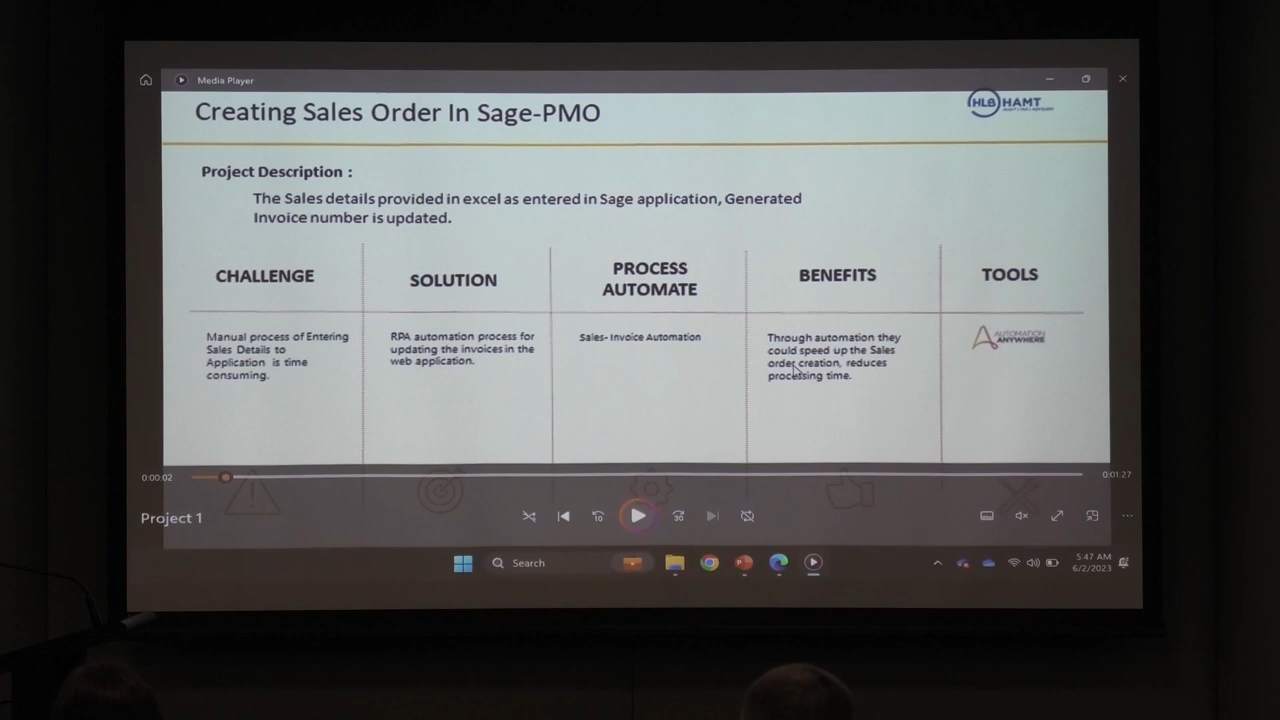 Media Player
Creating Sales Order In Sage-PMO
HLB HAMT
Project Description :
The Sales details provided in excel as entered in Sage application, Generated
Invoice number is updated.
CHALLENGE
SOLUTION
PROCESS
AUTOMATE
BENEFITS
TOOLS
Manual process of Entering
Sales Details to
Application is time
consuming.
RPA automation process for
updating the invoices in the
web application.
Sales- Invoice Automation
Through automation they
could speed up the Sales
order creation, reduces
processing time.
AUTOMATION
ANYWHERE
0:00:02
0:01:27
Project 1
10
30
Search
5:47 AM
6/2/2023